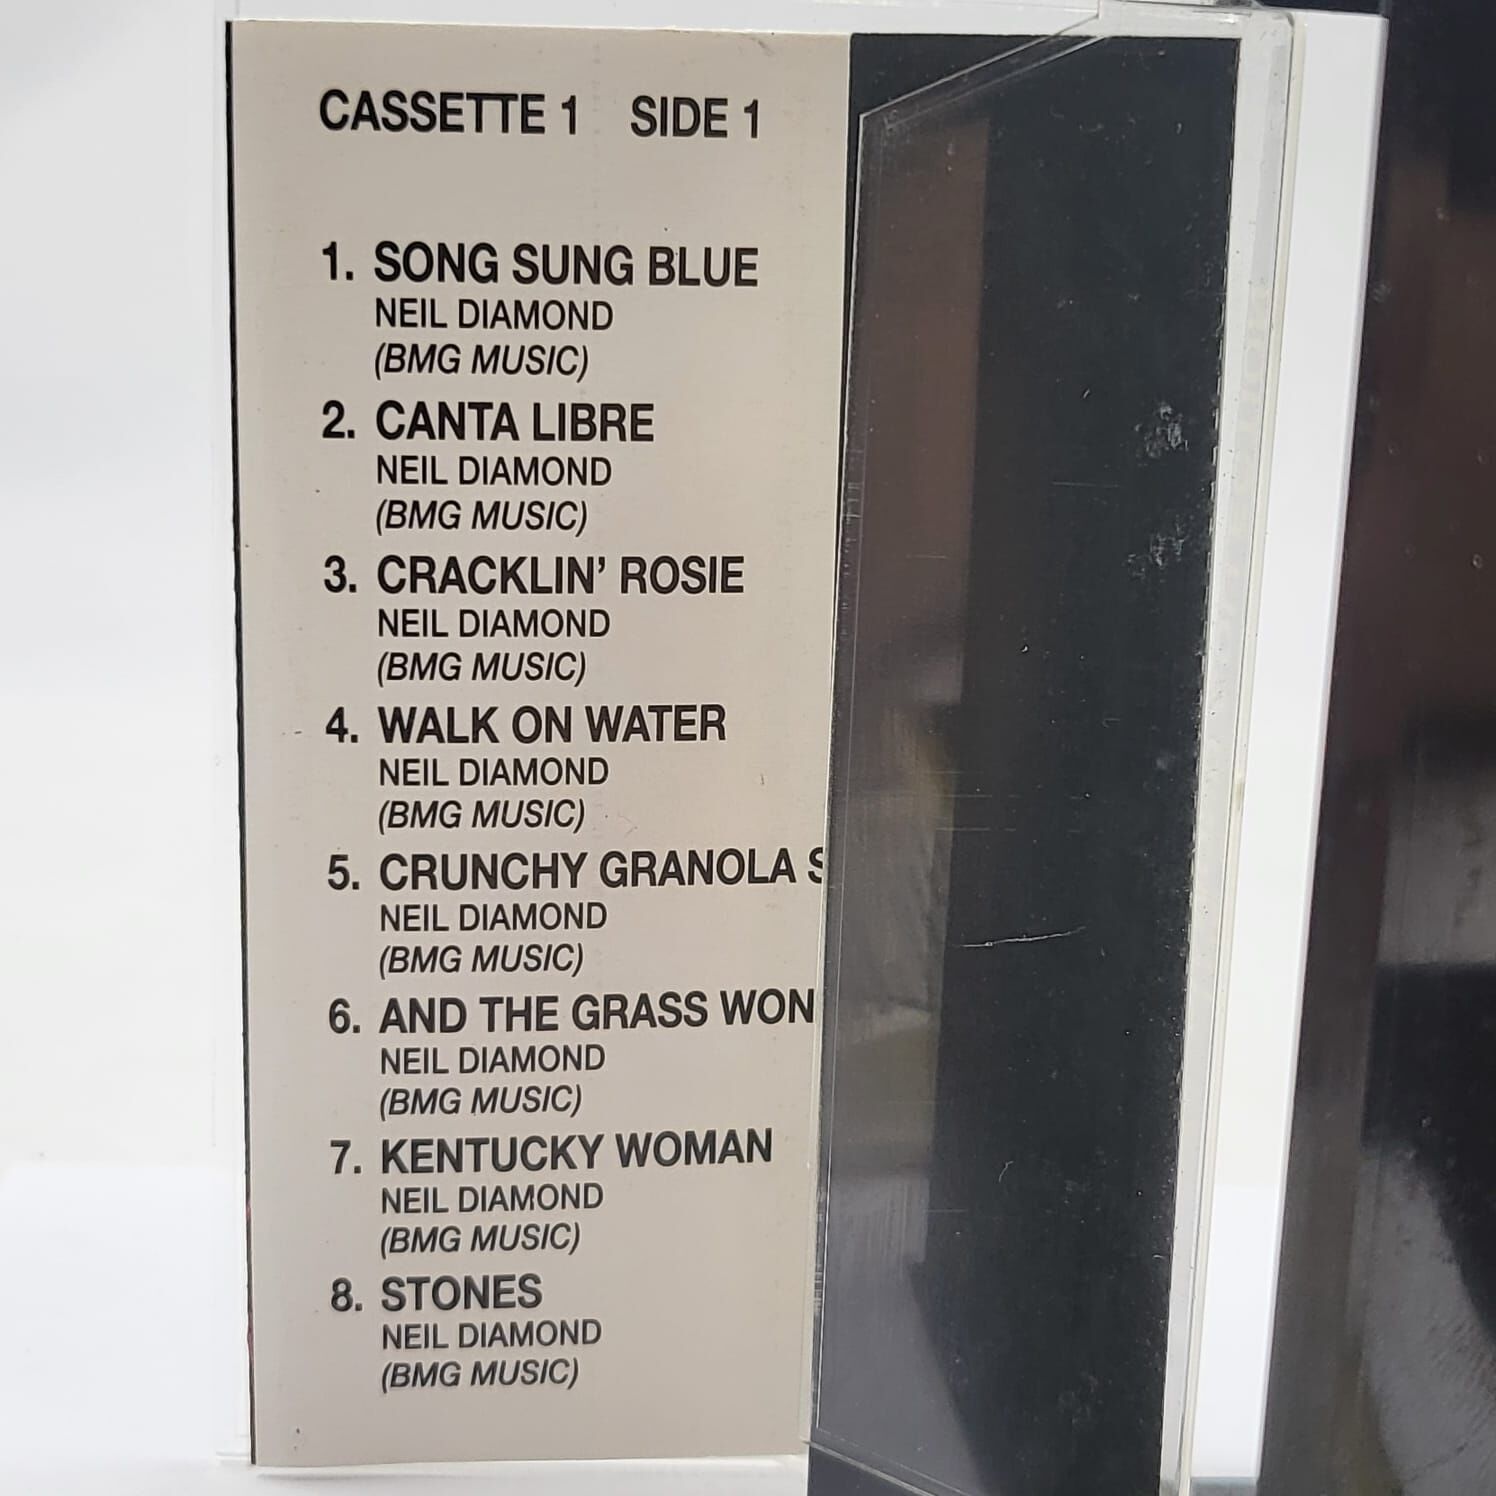 CASSETTE 1 SIDE 1
1. SONG SUNG BLUE
NEIL DIAMOND
(BMG MUSIC)
2. CANTA LIBRE
NEIL DIAMOND
(BMG MUSIC)
3. CRACKLIN' ROSIE
NEIL DIAMOND
(BMG MUSIC)
4. WALK ON WATER
NEIL DIAMOND
(BMG MUSIC)
5. CRUNCHY GRANOLA S
NEIL DIAMOND
(BMG MUSIC)
6. AND THE GRASS WON
NEIL DIAMOND
(BMG MUSIC)
7. KENTUCKY WOMAN
NEIL DIAMOND
(BMG MUSIC)
8. STONES
NEIL DIAMOND
(BMG MUSIC)